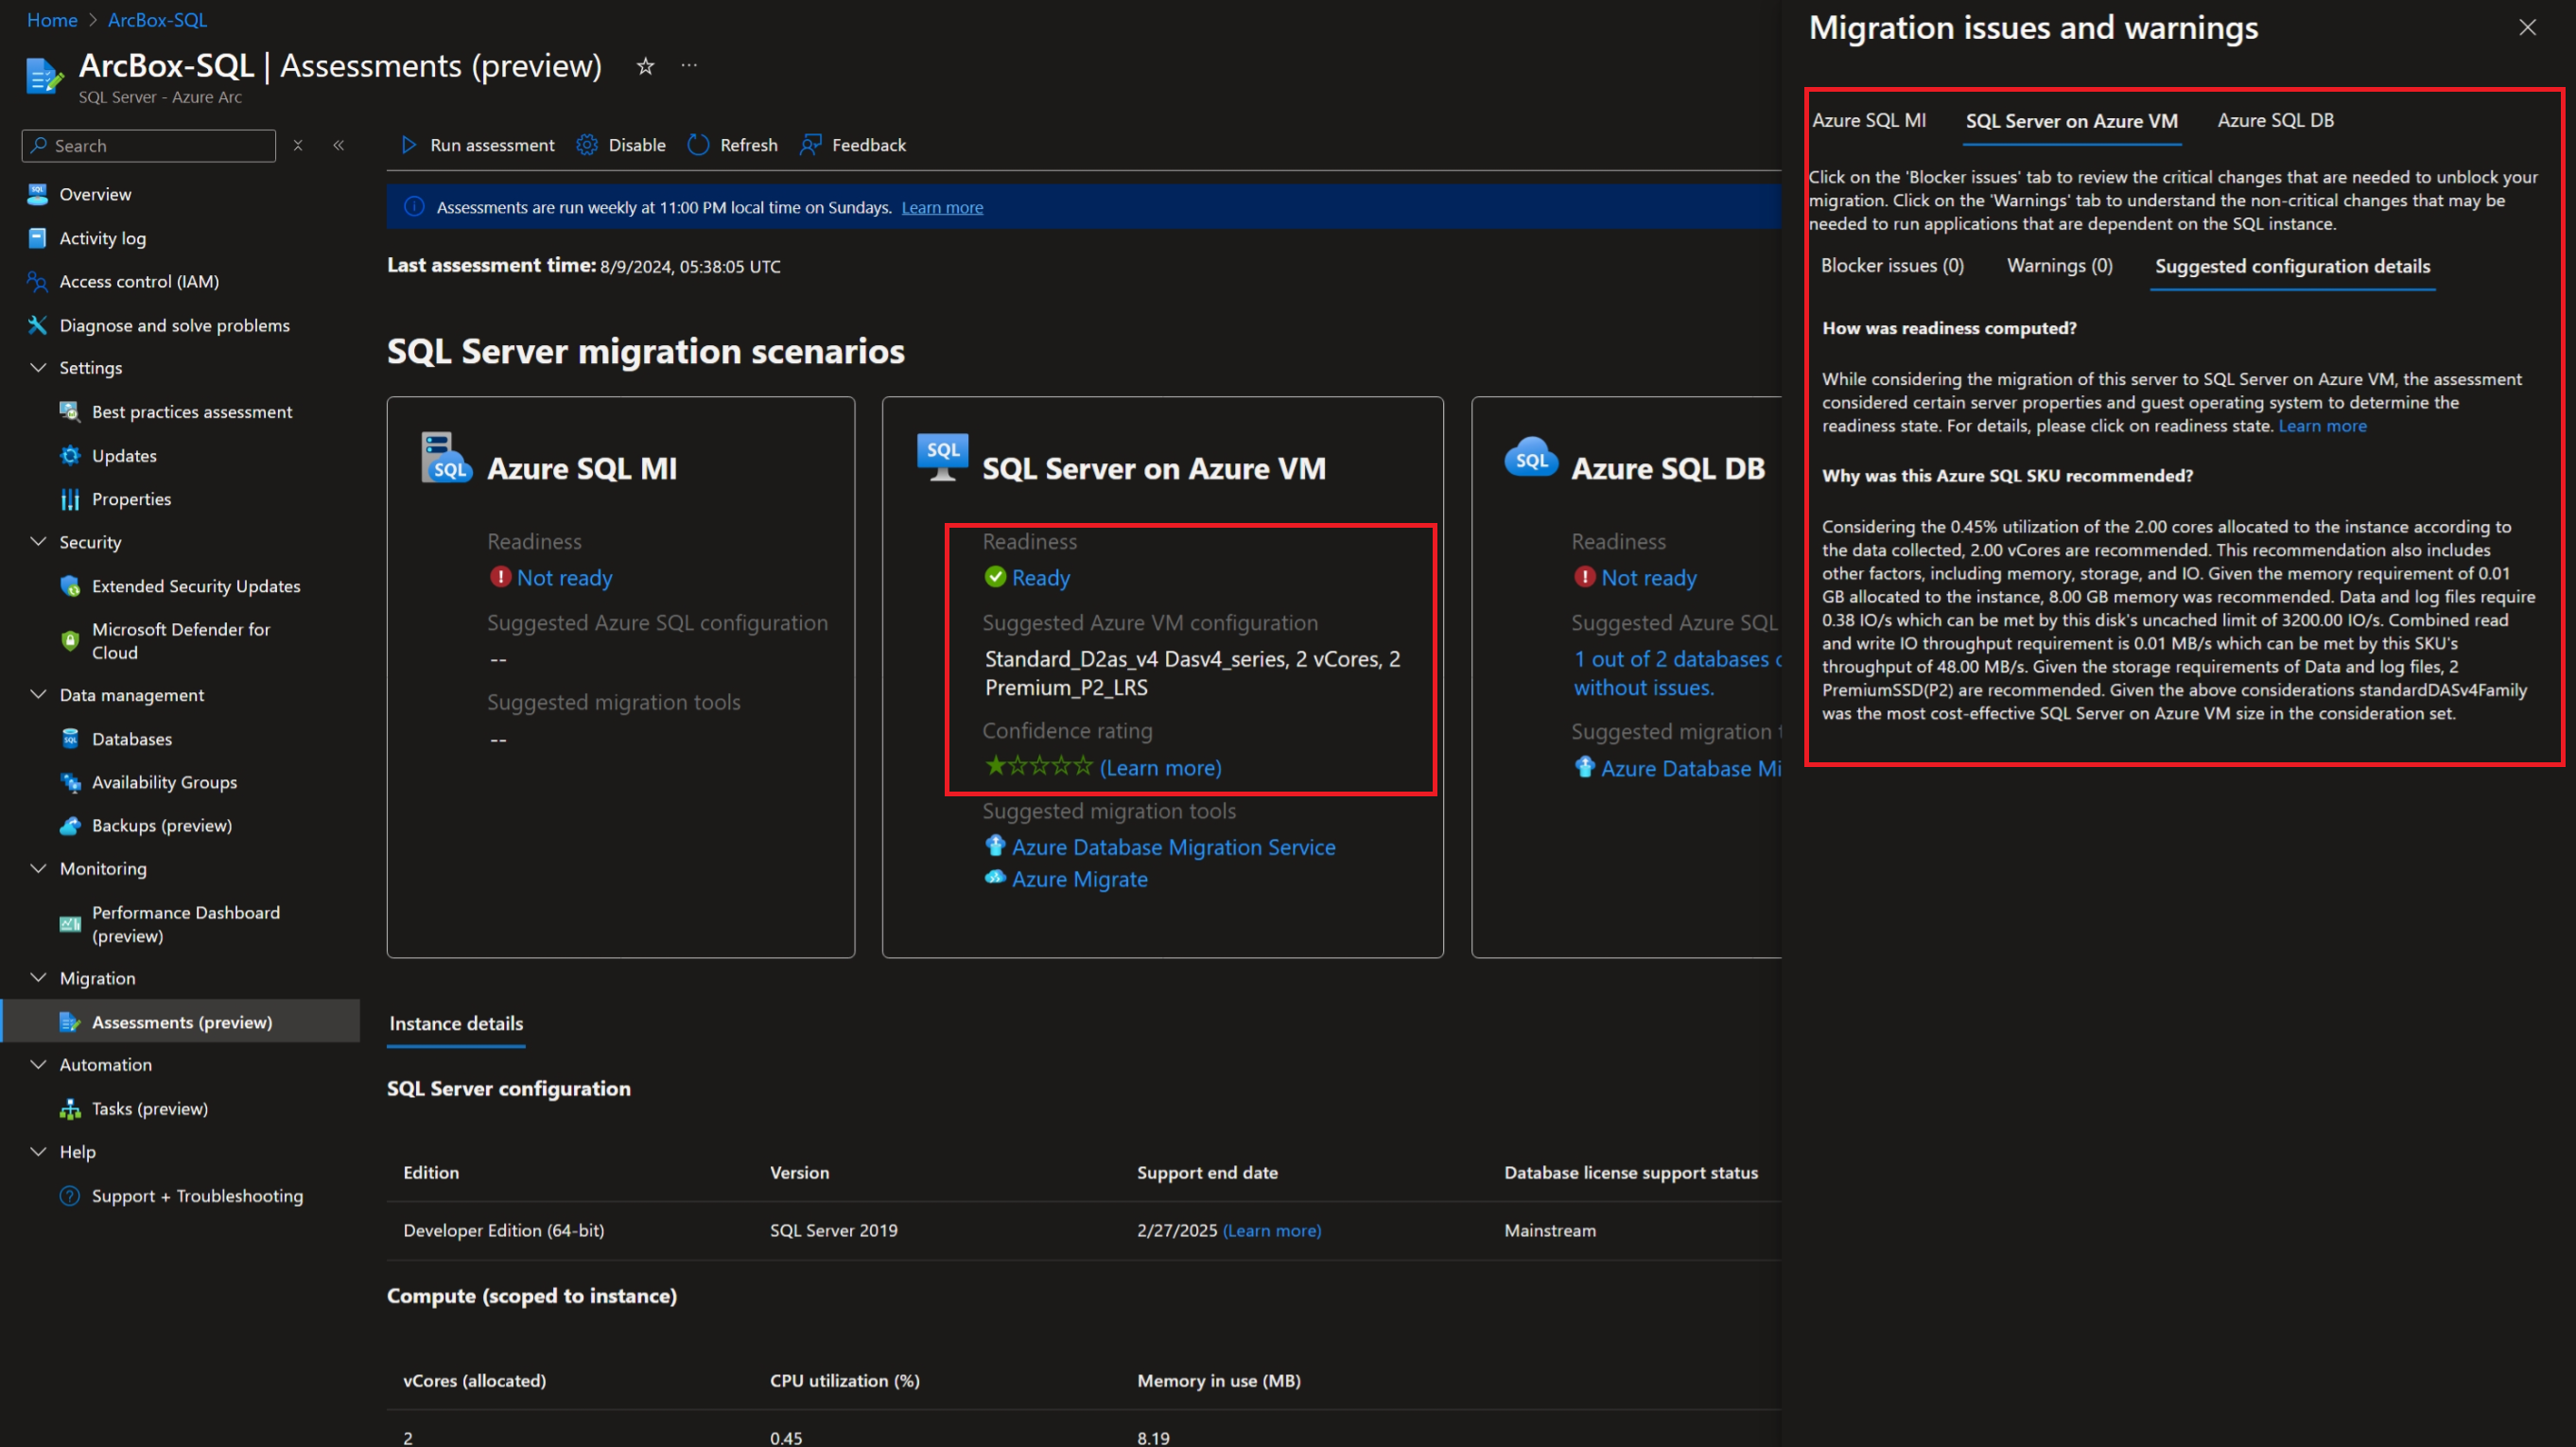 Home > ArcBox-SQL
ArcBox-SQL | Assessments (preview)
SQL Server - Azure Arc
Search
Overview
Activity log
Access control (IAM)
Diagnose and solve problems
Settings
Best practices assessment
Updates
Properties
Security
Extended Security Updates
Microsoft Defender for
Cloud
Data management
Databases
Availability Groups
Backups (preview)
Monitoring
Performance Dashboard
(preview)
Migration
Assessments (preview)
Automation
Tasks (preview)
Help
Support + Troubleshooting
Run assessment Disable Refresh Feedback
Assessments are run weekly at 11:00 PM local time on Sundays. Learn more
Last assessment time: 8/9/2024, 05:38:05 UTC
SQL Server migration scenarios
SQL
Azure SQL MI
Readiness
Not ready
Suggested Azure SQL configuration
--
Suggested migration tools
--
SQL
SQL Server on Azure VM
Readiness
Ready
Suggested Azure VM configuration
Standard_D2as_v4 Dasv4_series, 2 vCores, 2
Premium_P2_LRS
Confidence rating
(Learn more)
Suggested migration tools
Azure Database Migration Service
Azure Migrate
SQL
Azure SQL DB
Readiness
Not ready
Suggested Azure SQL
1 out of 2 databases
without issues.
Suggested migration
Azure Database Mi
Instance details
SQL Server configuration
Edition Version Support end date Database license support status
Developer Edition (64-bit) SQL Server 2019 2/27/2025 (Learn more) Mainstream
Compute (scoped to instance)
vCores (allocated) CPU utilization (%) Memory in use (MB)
2 0.45 8.19
Migration issues and warnings
Azure SQL MI SQL Server on Azure VM Azure SQL DB
Click on the 'Blocker issues' tab to review the critical changes that are needed to unblock your
migration. Click on the 'Warnings' tab to understand the non-critical changes that may be
needed to run applications that are dependent on the SQL instance.
Blocker issues (0) Warnings (0) Suggested configuration details
How was readiness computed?
While considering the migration of this server to SQL Server on Azure VM, the assessment
considered certain server properties and guest operating system to determine the
readiness state. For details, please click on readiness state. Learn more
Why was this Azure SQL SKU recommended?
Considering the 0.45% utilization of the 2.00 cores allocated to the instance according to
the data collected, 2.00 vCores are recommended. This recommendation also includes
other factors, including memory, storage, and IO. Given the memory requirement of 0.01
GB allocated to the instance, 8.00 GB memory was recommended. Data and log files require
0.38 IO/s which can be met by this disk's uncached limit of 3200.00 IO/s. Combined read
and write IO throughput requirement is 0.01 MB/s which can be met by this SKU's
throughput of 48.00 MB/s. Given the storage requirements of Data and log files, 2
PremiumSSD(P2) are recommended. Given the above considerations standardDASv4Family
was the most cost-effective SQL Server on Azure VM size in the consideration set.